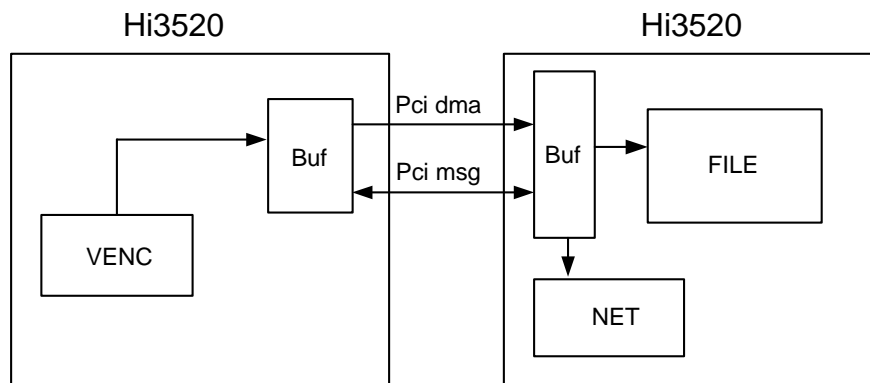 Hi3520
Hi3520
Pci dma
Buf
Buf
Pci msg
FILE
VENC
NET